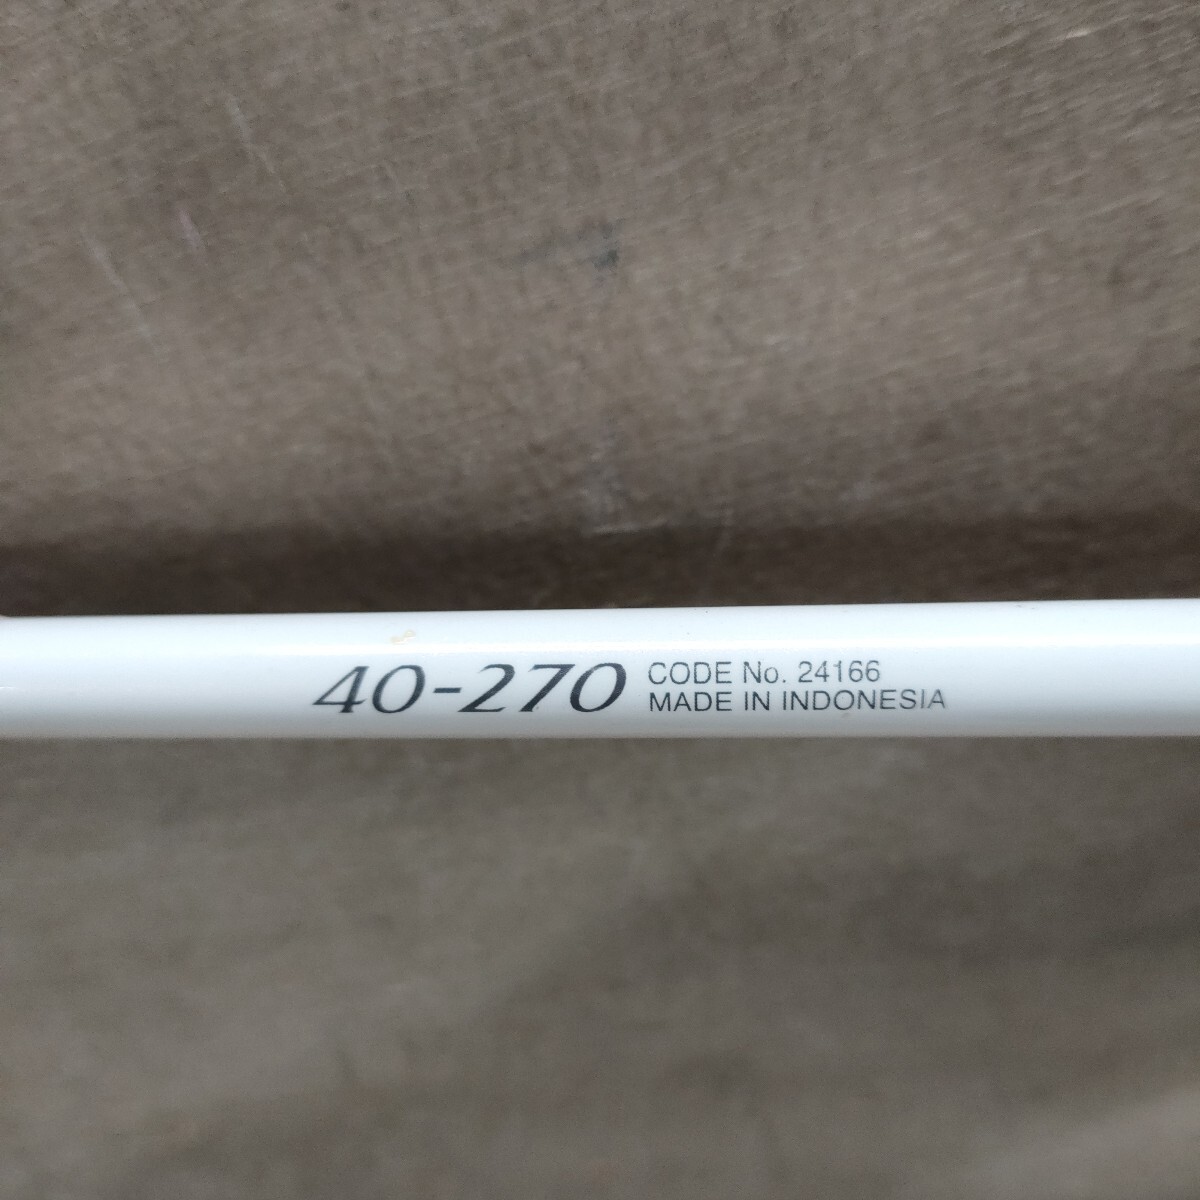 40-270
CODE No. 24166
MADE IN INDONESIA